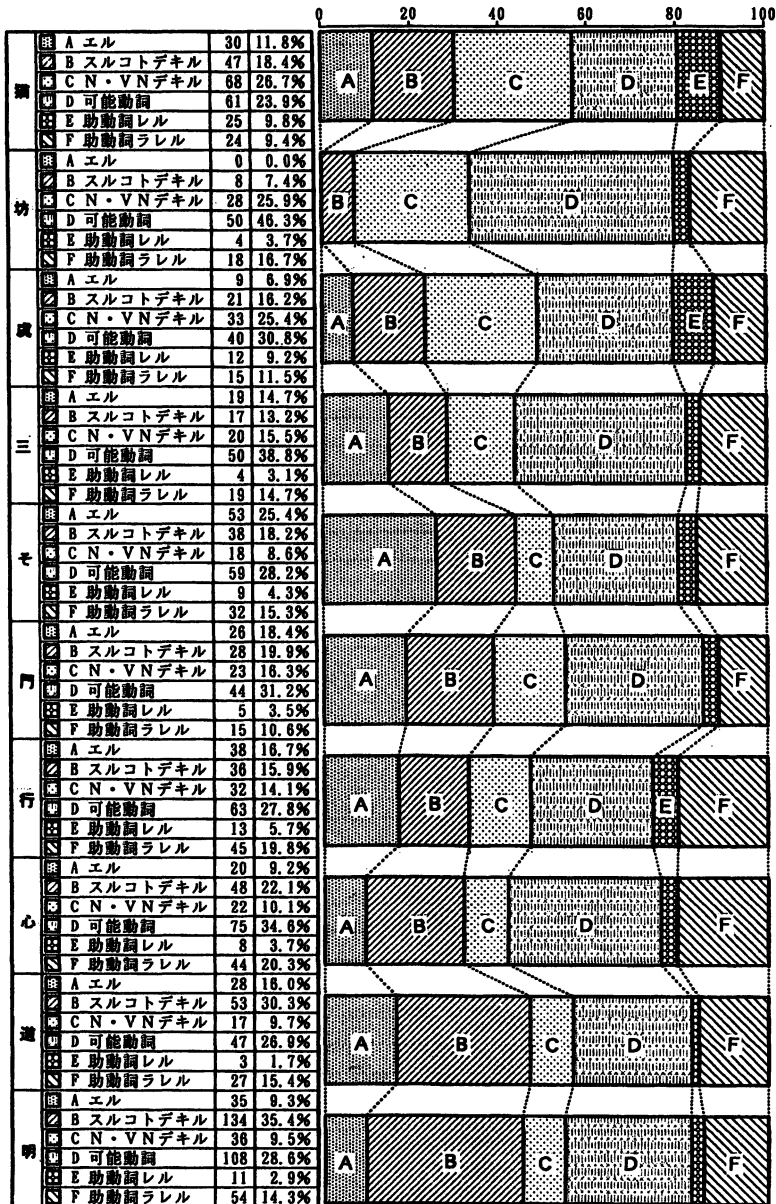 0 20 40 60 80 100
猫
A エル 30 11.8%
B スルコトデキル 47 18.4%
C N・VNデキル 68 26.7%
D 可能動詞 61 23.9%
E 助動詞レル 25 9.8%
F 助動詞ラレル 24 9.4%
A B C D E F
坊
A エル 0 0.0%
B スルコトデキル 8 7.4%
C N・VNデキル 28 25.9%
D 可能動詞 50 46.3%
E 助動詞レル 4 3.7%
F 助動詞ラレル 18 16.7%
B C D F
虞
A エル 9 6.9%
B スルコトデキル 21 16.2%
C N・VNデキル 33 25.4%
D 可能動詞 40 30.8%
E 助動詞レル 12 9.2%
F 助動詞ラレル 15 11.5%
A B C D E F
三
A エル 19 14.7%
B スルコトデキル 17 13.2%
C N・VNデキル 20 15.5%
D 可能動詞 50 38.8%
E 助動詞レル 4 3.1%
F 助動詞ラレル 19 14.7%
A B C D F
そ
A エル 53 25.4%
B スルコトデキル 38 18.2%
C N・VNデキル 18 8.6%
D 可能動詞 59 28.2%
E 助動詞レル 9 4.3%
F 助動詞ラレル 32 15.3%
A B C D F
門
A エル 26 18.4%
B スルコトデキル 28 19.9%
C N・VNデキル 23 16.3%
D 可能動詞 44 31.2%
E 助動詞レル 5 3.5%
F 助動詞ラレル 15 10.6%
A B C D F
行
A エル 38 16.7%
B スルコトデキル 36 15.9%
C N・VNデキル 32 14.1%
D 可能動詞 63 27.8%
E 助動詞レル 13 5.7%
F 助動詞ラレル 45 19.8%
A B C D E F
心
A エル 20 9.2%
B スルコトデキル 48 22.1%
C N・VNデキル 22 10.1%
D 可能動詞 75 34.6%
E 助動詞レル 8 3.7%
F 助動詞ラレル 44 20.3%
A B C D F
道
A エル 28 16.0%
B スルコトデキル 53 30.3%
C N・VNデキル 17 9.7%
D 可能動詞 47 26.9%
E 助動詞レル 3 1.7%
F 助動詞ラレル 27 15.4%
A B C D F
明
A エル 35 9.3%
B スルコトデキル 134 35.4%
C N・VNデキル 36 9.5%
D 可能動詞 108 28.6%
E 助動詞レル 11 2.9%
F 助動詞ラレル 54 14.3%
A B C D F